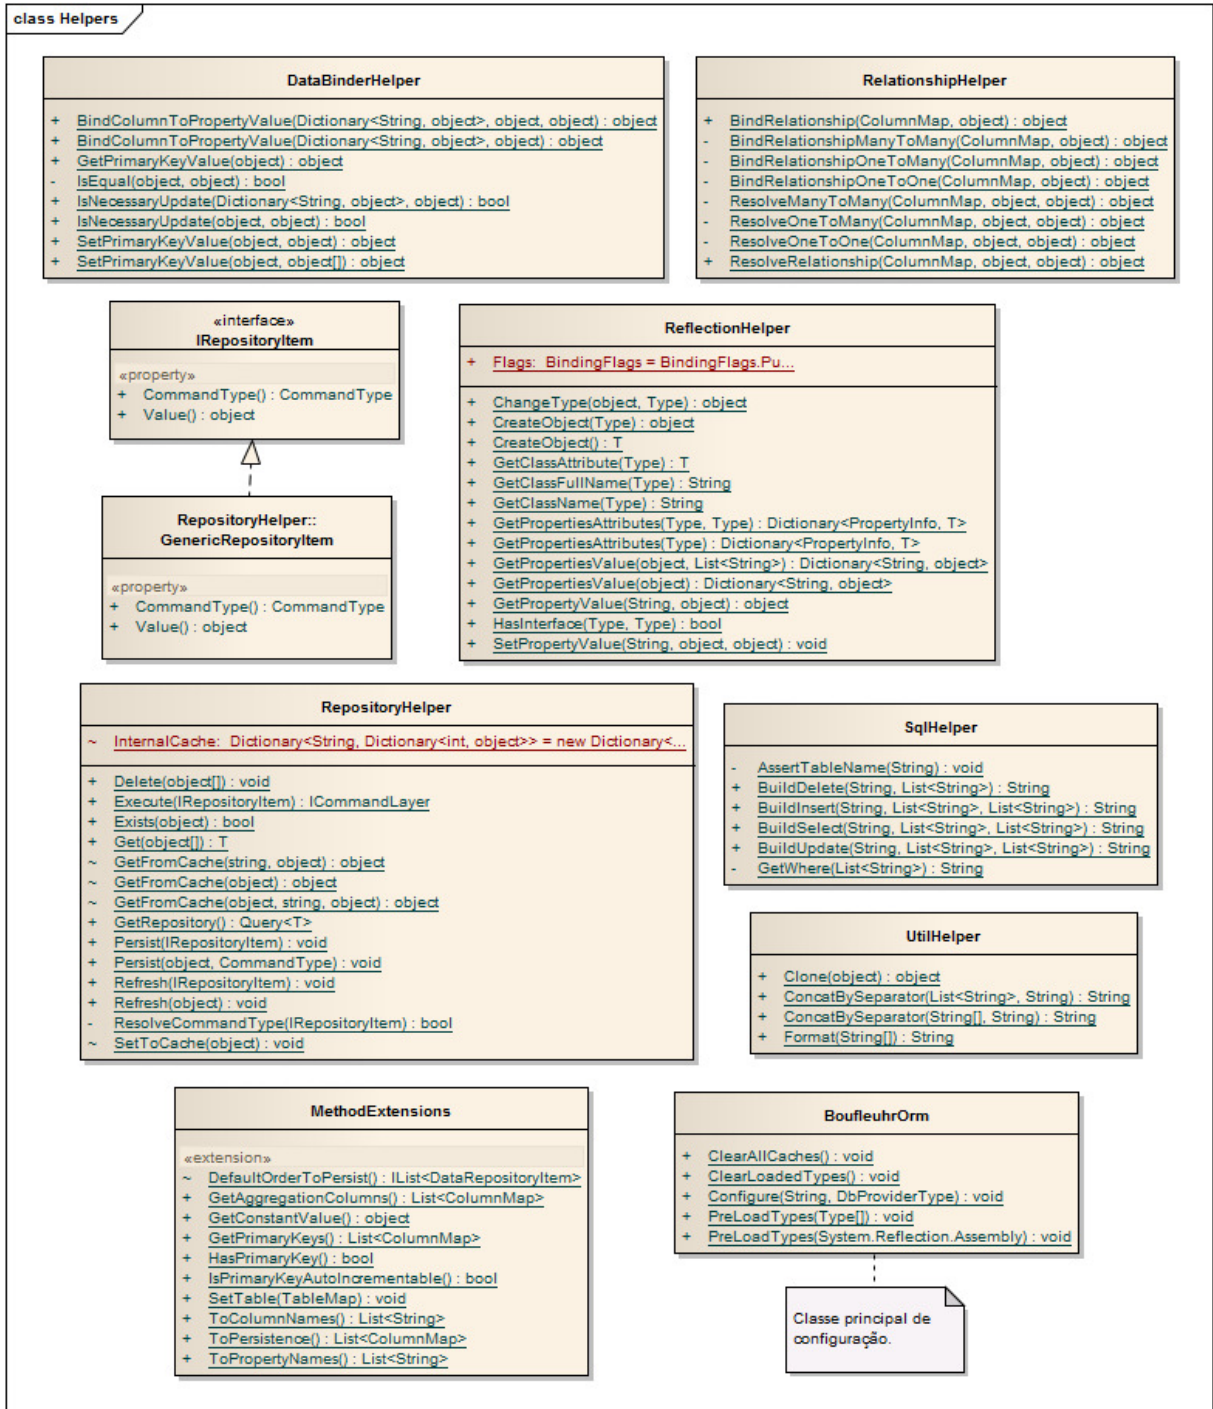 class Helpers
DataBinderHelper
+ BindColumnToPropertyValue(Dictionary<String, object>, object, object) : object
+ BindColumnToPropertyValue(Dictionary<String, object>, object) : object
+ GetPrimaryKeyValue(object) : object
- IsEqual(object, object) : bool
+ IsNecessaryUpdate(Dictionary<String, object>, object) : bool
+ IsNecessaryUpdate(object, object) : bool
+ SetPrimaryKeyValue(object, object) : object
+ SetPrimaryKeyValue(object, object[]) : object
RelationshipHelper
+ BindRelationship(ColumnMap, object) : object
- BindRelationshipManyToMany(ColumnMap, object) : object
- BindRelationshipOneToMany(ColumnMap, object) : object
- BindRelationshipOneToOne(ColumnMap, object) : object
- ResolveManyToMany(ColumnMap, object, object) : object
- ResolveOneToMany(ColumnMap, object, object) : object
- ResolveOneToOne(ColumnMap, object, object) : object
+ ResolveRelationship(ColumnMap, object, object) : object
«interface»
IRepositoryItem
«property»
+ CommandType() : CommandType
+ Value() : object
ReflectionHelper
+ Flags: BindingFlags = BindingFlags.Pu...
+ ChangeType(object, Type) : object
+ CreateObject(Type) : object
+ CreateObject() : T
+ GetClassAttribute(Type) : T
+ GetClassFullName(Type) : String
+ GetClassName(Type) : String
+ GetPropertiesAttributes(Type, Type) : Dictionary<PropertyInfo, T>
+ GetPropertiesAttributes(Type) : Dictionary<PropertyInfo, T>
+ GetPropertiesValue(object, List<String>) : Dictionary<String, object>
+ GetPropertiesValue(object) : Dictionary<String, object>
+ GetPropertyValue(String, object) : object
+ HasInterface(Type, Type) : bool
+ SetPropertyValue(String, object, object) : void
RepositoryHelper::
GenericRepositoryItem
«property»
+ CommandType() : CommandType
+ Value() : object
RepositoryHelper
~ InternalCache: Dictionary<String, Dictionary<int, object>> = new Dictionary<...
+ Delete(object[]) : void
+ Execute(IRepositoryItem) : ICommandLayer
+ Exists(object) : bool
+ Get(object[]) : T
~ GetFromCache(string, object) : object
~ GetFromCache(object) : object
~ GetFromCache(object, string, object) : object
+ GetRepository() : Query<T>
+ Persist(IRepositoryItem) : void
+ Persist(object, CommandType) : void
+ Refresh(IRepositoryItem) : void
+ Refresh(object) : void
- ResolveCommandType(IRepositoryItem) : bool
~ SetToCache(object) : void
SqlHelper
- AssertTableName(String) : void
+ BuildDelete(String, List<String>) : String
+ BuildInsert(String, List<String>, List<String>) : String
+ BuildSelect(String, List<String>, List<String>) : String
+ BuildUpdate(String, List<String>, List<String>) : String
- GetWhere(List<String>) : String
UtilHelper
+ Clone(object) : object
+ ConcatBySeparator(List<String>, String) : String
+ ConcatBySeparator(String[], String) : String
+ Format(String[]) : String
MethodExtensions
«extension»
~ DefaultOrderToPersist() : IList<DataRepositoryItem>
+ GetAggregationColumns() : List<ColumnMap>
+ GetConstantValue() : object
+ GetPrimaryKeys() : List<ColumnMap>
+ HasPrimaryKey() : bool
+ IsPrimaryKeyAutoIncrementable() : bool
+ SetTable(TableMap) : void
+ ToColumnNames() : List<String>
+ ToPersistence() : List<ColumnMap>
+ ToPropertyNames() : List<String>
BoufleuhrOrm
+ ClearAllCaches() : void
+ ClearLoadedTypes() : void
+ Configure(String, DbProviderType) : void
+ PreLoadTypes(Type[]) : void
+ PreLoadTypes(System.Reflection.Assembly) : void
Classe principal de
configuração.